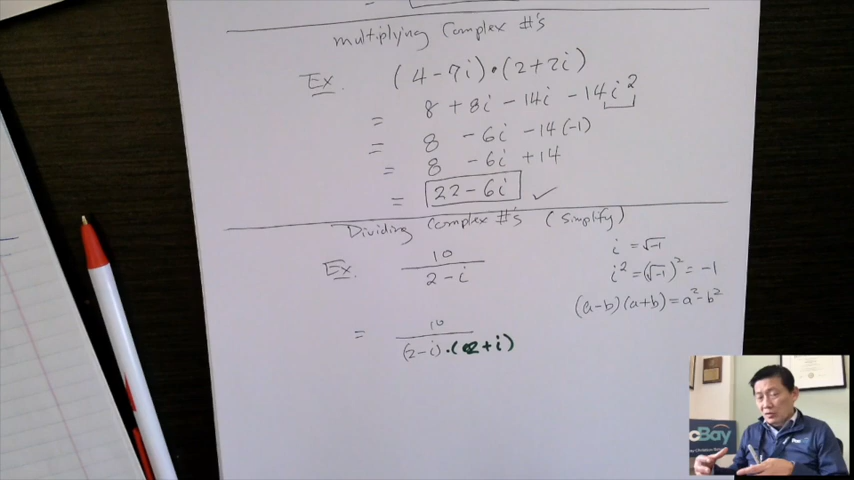 multiplying Complex #'s
Ex. (4-7i)•(2+2i)
= 8 + 8i - 14i - 14i²
= 8 - 6i - 14(-1)
= 8 - 6i + 14
= 22 - 6i ✓
Dividing Complex #'s (simplify)
Ex. 10/(2-i)
i = √-1
i² = (√-1)² = -1
(a-b)(a+b) = a²-b²
= 10/((2-i)•(2+i))
cBay